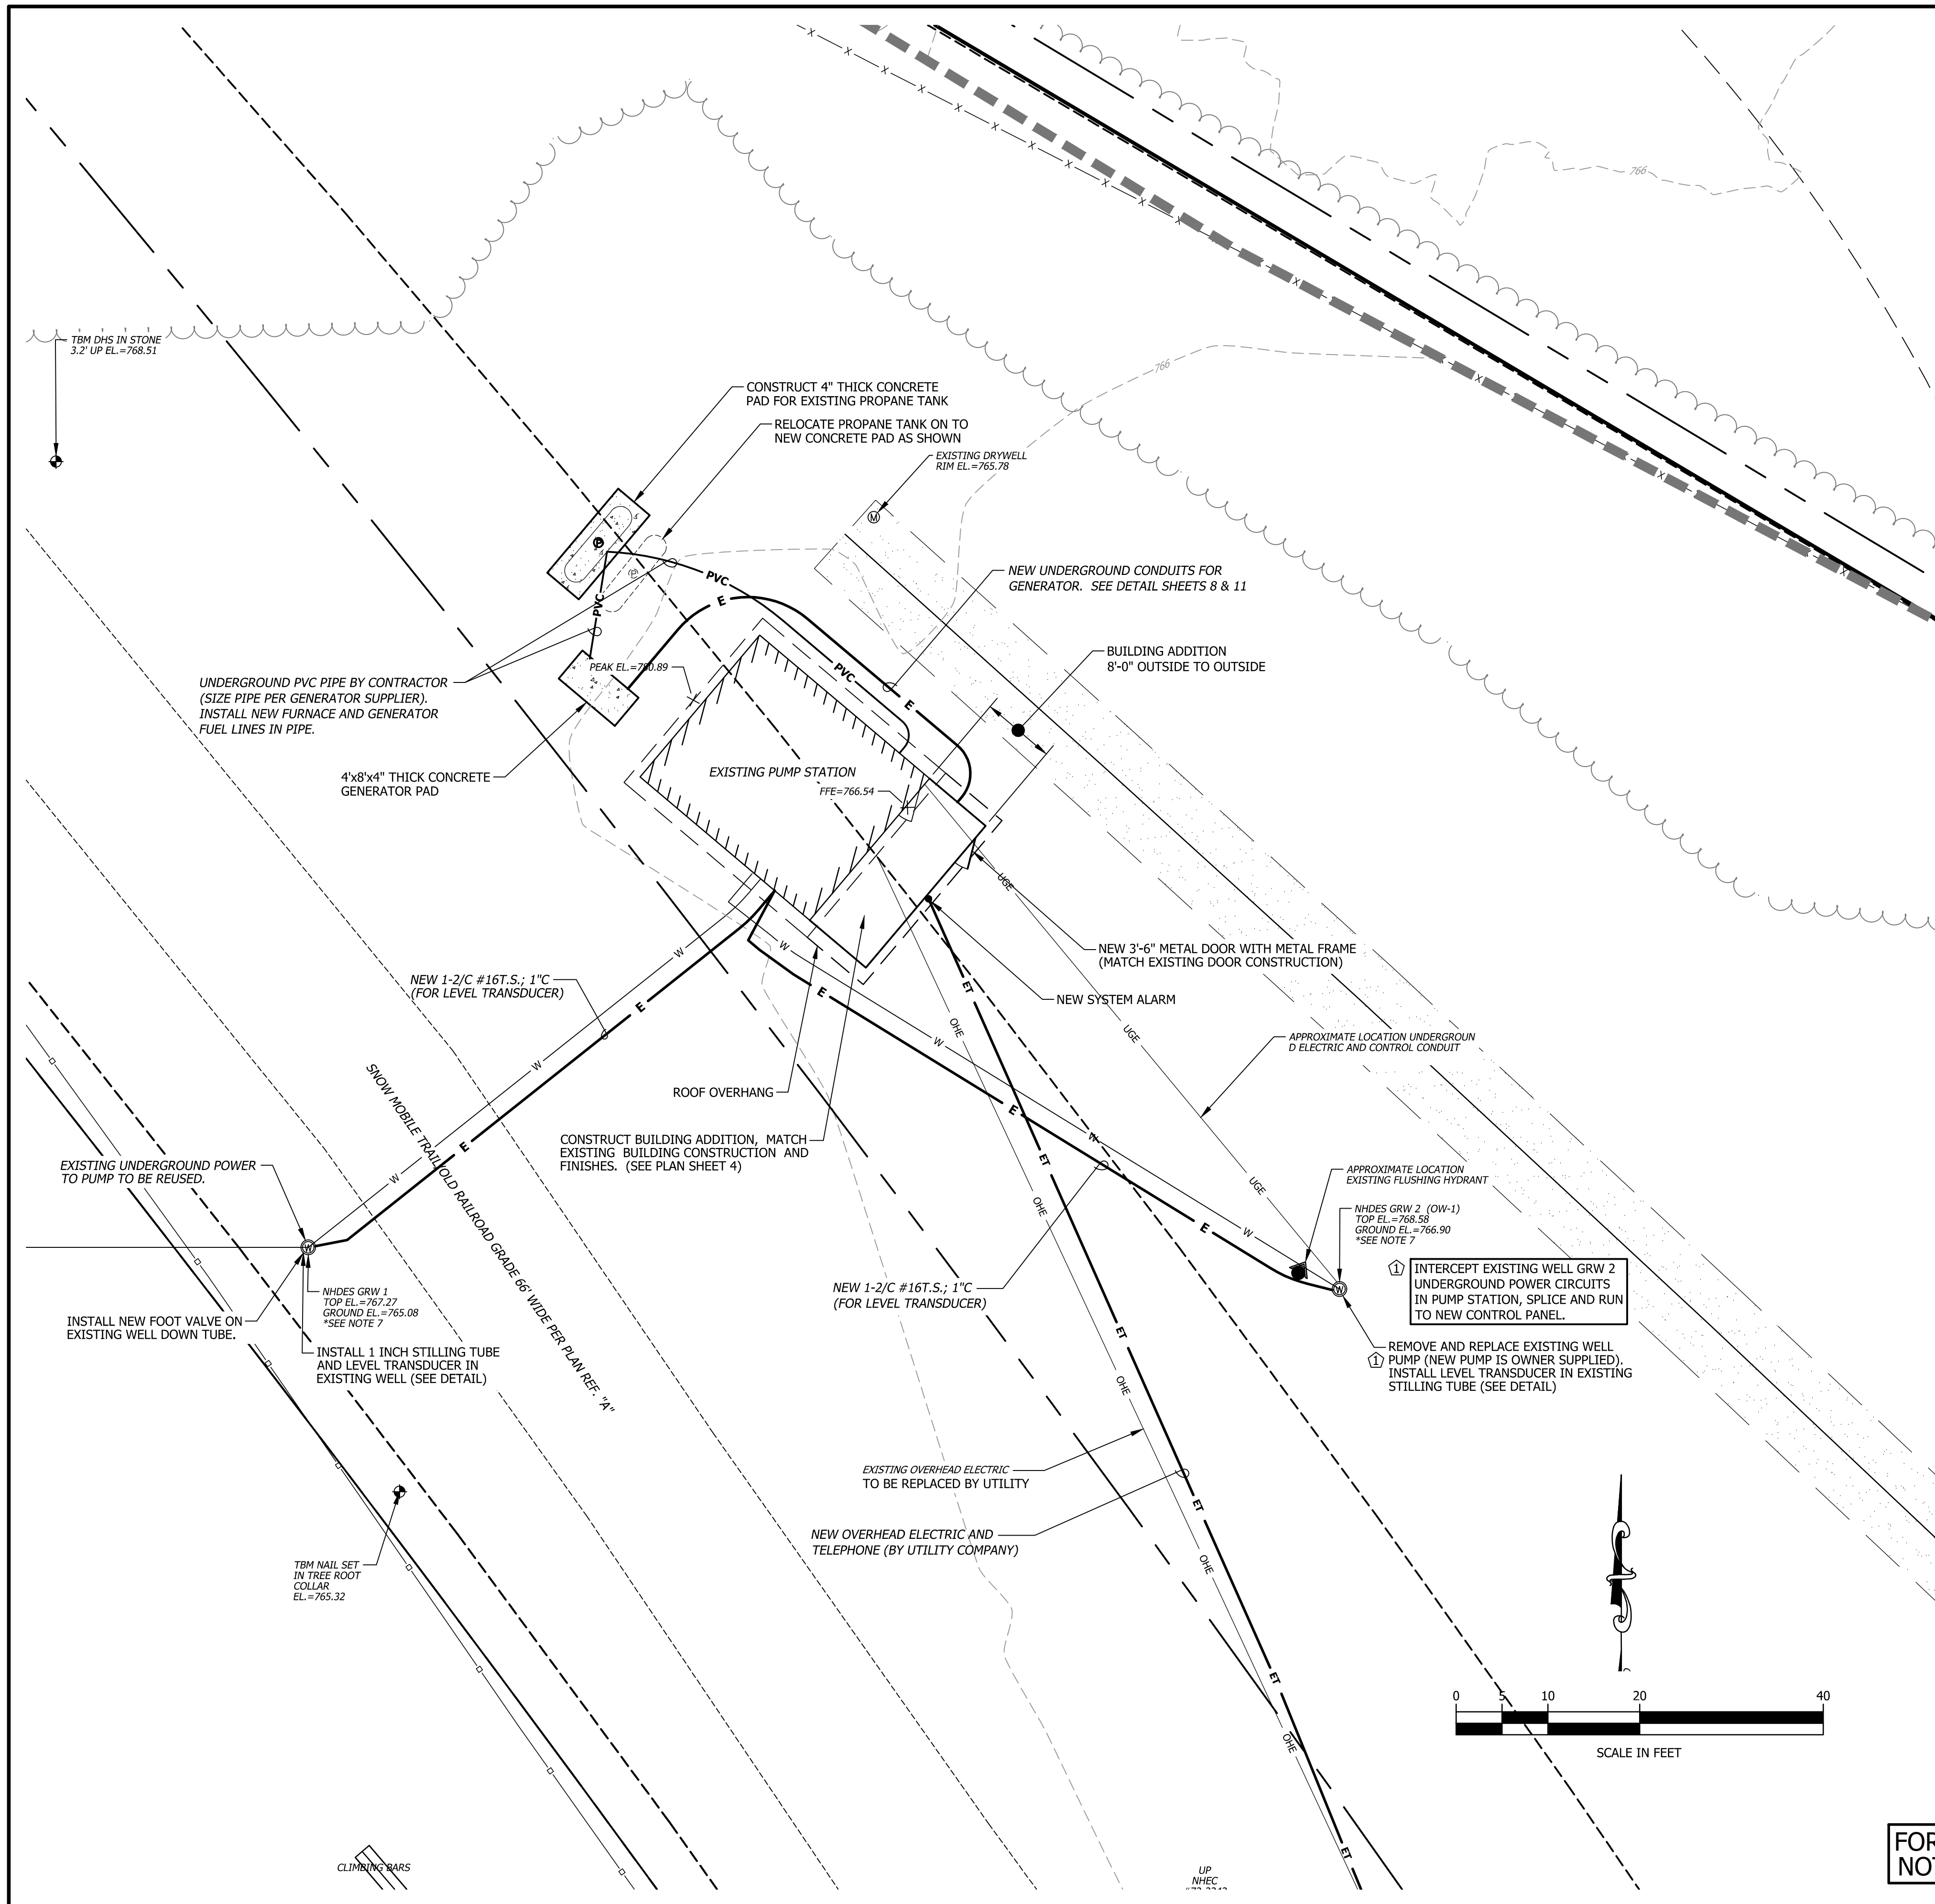 766
TBM DHS IN STONE
3.2' UP EL.=768.51
766
CONSTRUCT 4" THICK CONCRETE
PAD FOR EXISTING PROPANE TANK
RELOCATE PROPANE TANK ON TO
NEW CONCRETE PAD AS SHOWN
EXISTING DRYWELL
RIM EL.=765.78
M
PVC
E
PVC
NEW UNDERGROUND CONDUITS FOR
GENERATOR.  SEE DETAIL SHEETS 8 & 11
BUILDING ADDITION
8'-0" OUTSIDE TO OUTSIDE
PEAK EL.=780.89
PVC
E
UNDERGROUND PVC PIPE BY CONTRACTOR
(SIZE PIPE PER GENERATOR SUPPLIER).
INSTALL NEW FURNACE AND GENERATOR
FUEL LINES IN PIPE.
4'x8'x4" THICK CONCRETE
GENERATOR PAD
EXISTING PUMP STATION
FFE=766.54
UGE
NEW 3'-6" METAL DOOR WITH METAL FRAME
(MATCH EXISTING DOOR CONSTRUCTION)
W
W
NEW 1-2/C #16T.S.; 1"C
(FOR LEVEL TRANSDUCER)
E
E
ET
NEW SYSTEM ALARM
OHE
UGE
W
W
APPROXIMATE LOCATION UNDERGROUN
D ELECTRIC AND CONTROL CONDUIT
SNOW MOBILE TRAIL/OLD RAILROAD GRADE 66' WIDE PER PLAN REF. "A"
ROOF OVERHANG
CONSTRUCT BUILDING ADDITION,  MATCH
EXISTING  BUILDING CONSTRUCTION  AND
FINISHES.  (SEE PLAN SHEET 4)
E
E
W
ET
W
EXISTING UNDERGROUND POWER
TO PUMP TO BE REUSED.
APPROXIMATE LOCATION
EXISTING FLUSHING HYDRANT
UGE
OHE
E
W
NHDES GRW 2  (OW-1)
TOP EL.=768.58
GROUND EL.=766.90
*SEE NOTE 7
W
W
1
INTERCEPT EXISTING WELL GRW 2
UNDERGROUND POWER CIRCUITS
IN PUMP STATION, SPLICE AND RUN
TO NEW CONTROL PANEL.
NHDES GRW 1
TOP EL.=767.27
GROUND EL.=765.08
*SEE NOTE 7
NEW 1-2/C #16T.S.; 1"C
(FOR LEVEL TRANSDUCER)
INSTALL NEW FOOT VALVE ON
EXISTING WELL DOWN TUBE.
ET
INSTALL 1 INCH STILLING TUBE
AND LEVEL TRANSDUCER IN
EXISTING WELL (SEE DETAIL)
1
REMOVE AND REPLACE EXISTING WELL
PUMP (NEW PUMP IS OWNER SUPPLIED).
INSTALL LEVEL TRANSDUCER IN EXISTING
STILLING TUBE (SEE DETAIL)
OHE
EXISTING OVERHEAD ELECTRIC
TO BE REPLACED BY UTILITY
ET
NEW OVERHEAD ELECTRIC AND
TELEPHONE (BY UTILITY COMPANY)
OHE
TBM NAIL SET
IN TREE ROOT
COLLAR
EL.=765.32
ET
0 5 10 20 40
SCALE IN FEET
OHE
ET
CLIMBING BARS
UP
NHEC
FOR
NOT